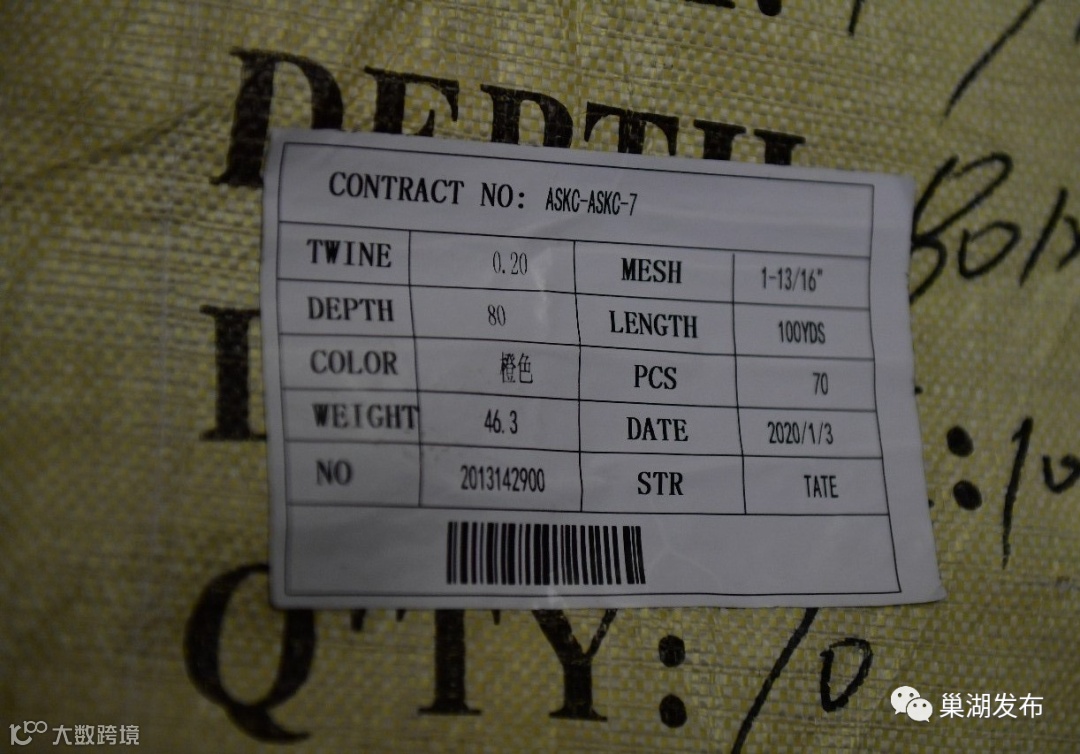 DEPTH
CONTRACT NO: ASKC-ASKC-7
TWINE 0.20 MESH 1-13/16"
DEPTH 80 LENGTH 100YDS
COLOR 橙色 PCS 70
WEIGHT 46.3 DATE 2020/1/3
NO 2013142900 STR TATE
Q'TY:
巢湖发布
大数跨境